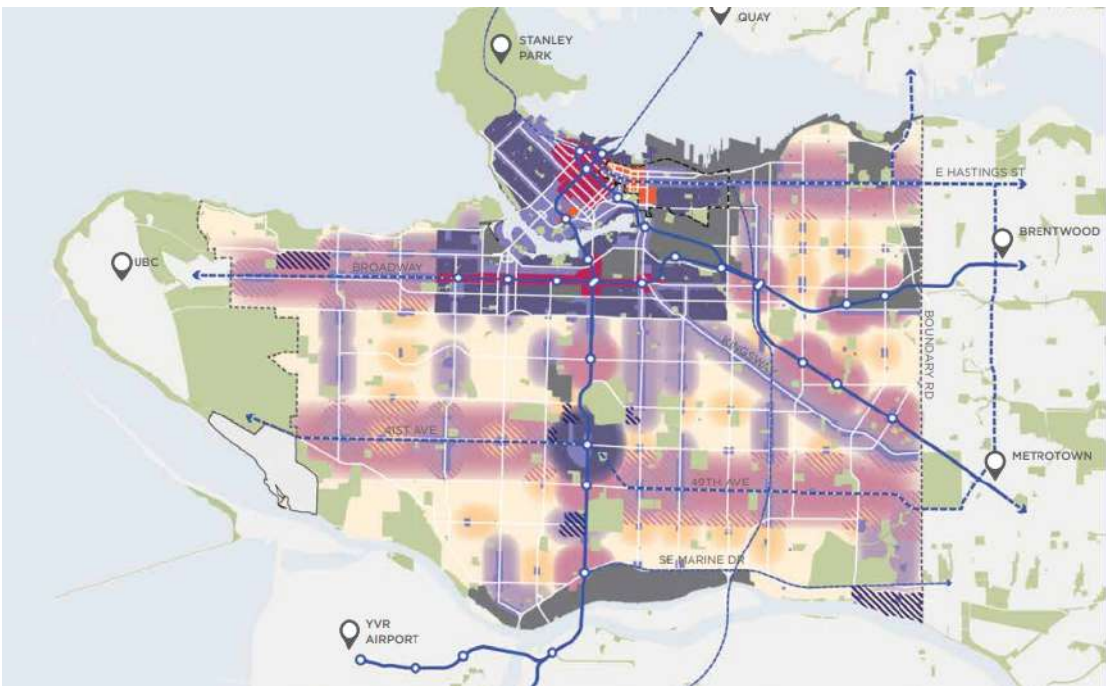 QUAY
STANLEY
PARK
E HASTINGS ST
BRENTWOOD
UBC
BROADWAY
KINGSWAY
BOUNDARY RD
41ST AVE
METROTOWN
49TH AVE
SE MARINE DR
YVR
AIRPORT